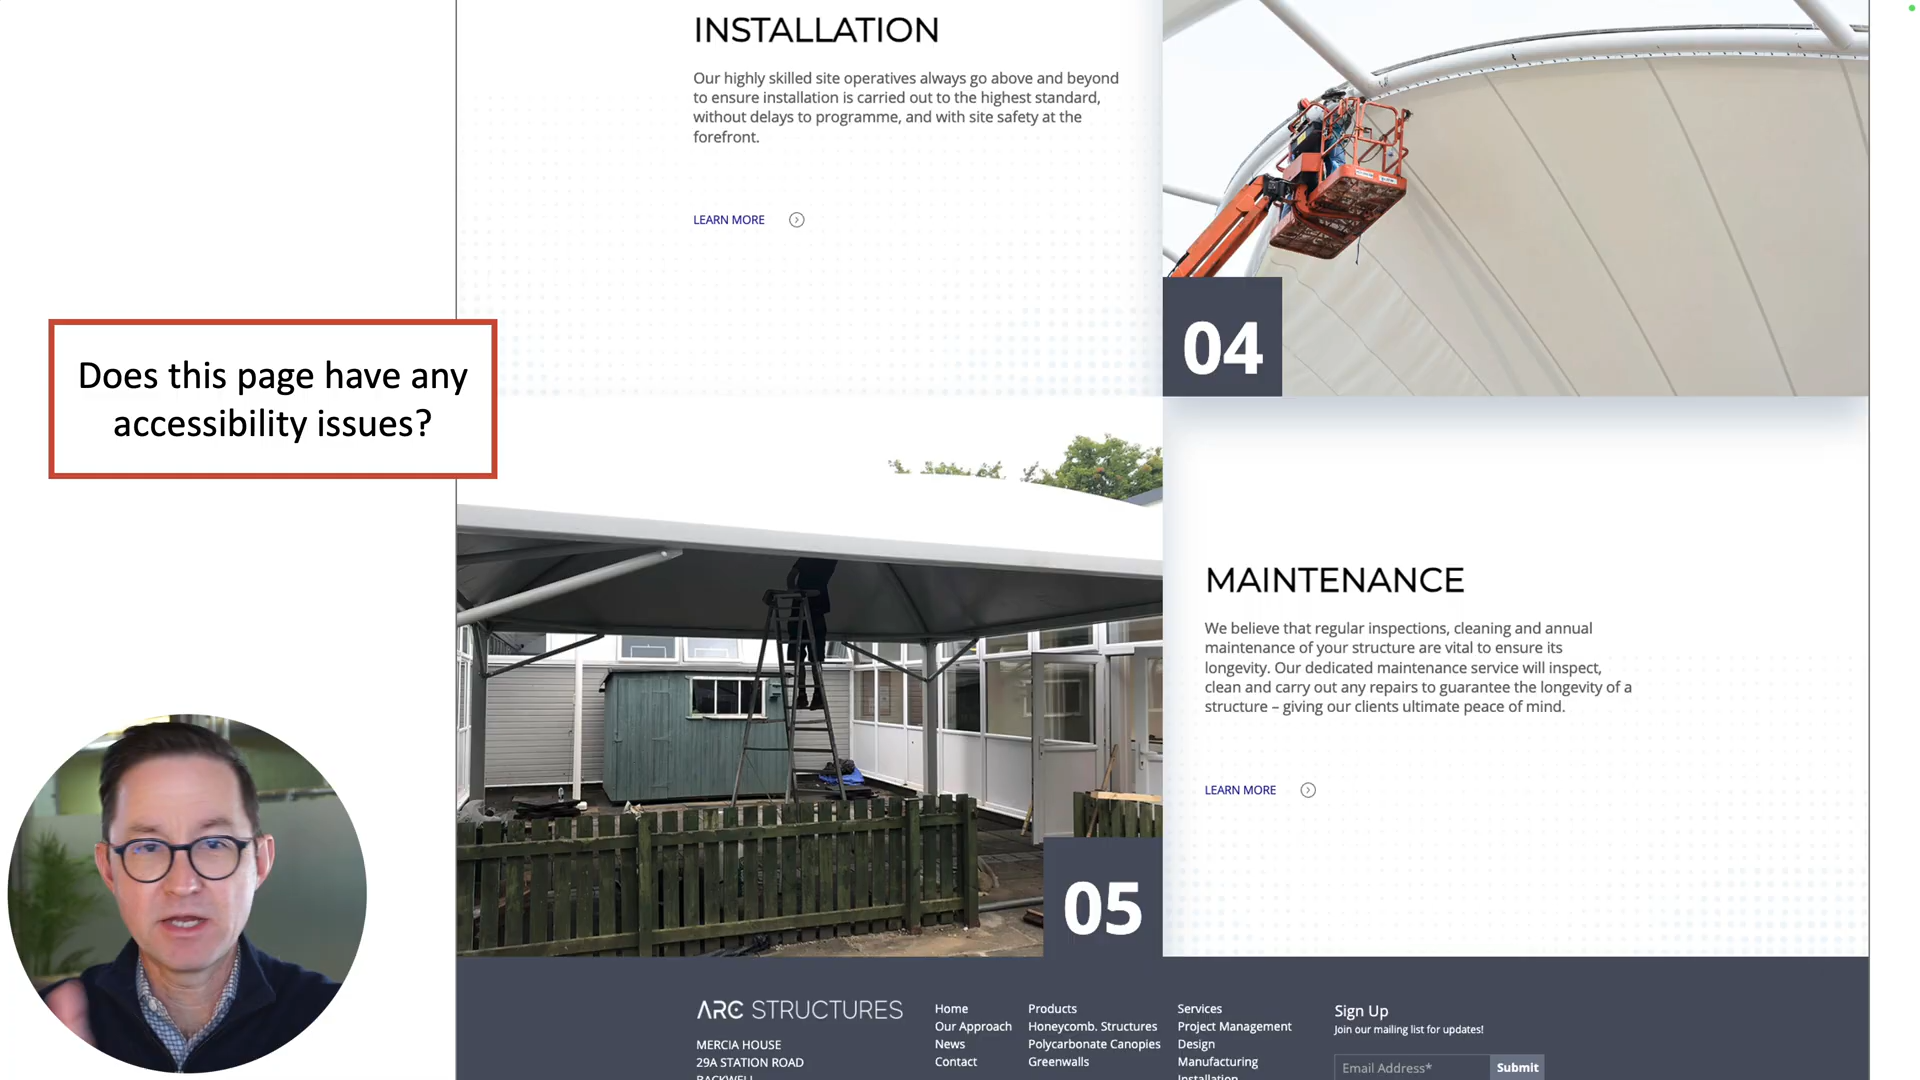 INSTALLATION
Our highly skilled site operatives always go above and beyond
to ensure installation is carried out to the highest standard,
without delays to programme, and with site safety at the
forefront.
LEARN MORE
04
Does this page have any
accessibility issues?
MAINTENANCE
We believe that regular inspections, cleaning and annual
maintenance of your structure are vital to ensure its
longevity. Our dedicated maintenance service will inspect,
clean and carry out any repairs to guarantee the longevity of a
structure – giving our clients ultimate peace of mind.
LEARN MORE
05
ARC STRUCTURES
MERCIA HOUSE
29A STATION ROAD
BACKWELL
Home
Our Approach
News
Contact
Products
Honeycomb. Structures
Polycarbonate Canopies
Greenwalls
Services
Project Management
Design
Manufacturing
Installation
Sign Up
Join our mailing list for updates!
Email Address*
Submit